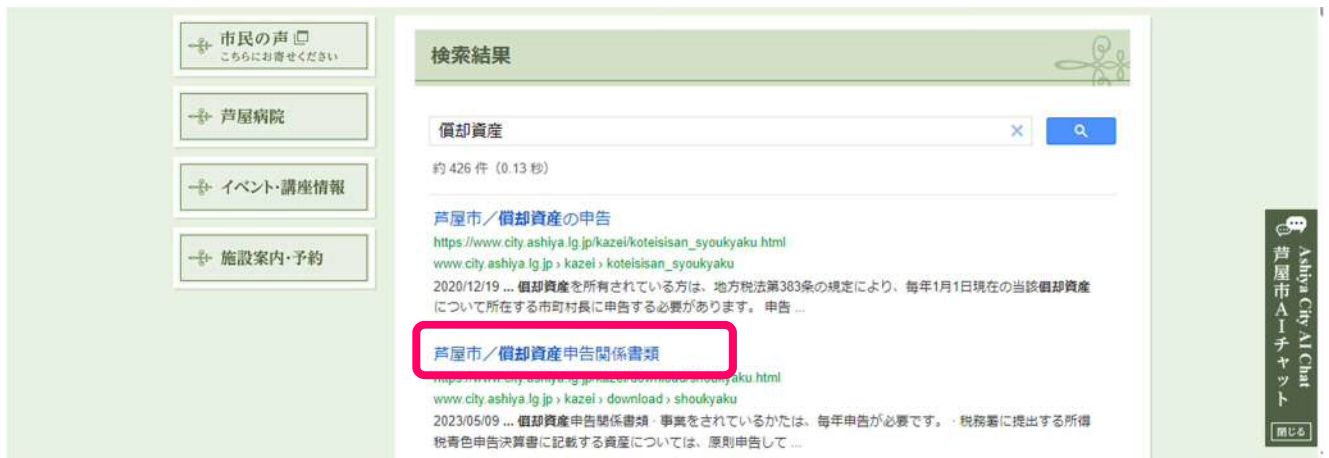 市民の声
こちらにお寄せください
芦屋病院
イベント・講座情報
施設案内・予約
検索結果
償却資産
約 426 件（0.13 秒）
芦屋市／償却資産の申告
https://www.city.ashiya.lg.jp/kazei/koteisisan_syoukyaku.html
www.city.ashiya.lg.jp › kazei › koteisisan_syoukyaku
2020/12/19 ... 償却資産を所有されている方は、地方税法第383条の規定により、毎年1月1日現在の当該償却資産
について所在する市町村長に申告する必要があります。 申告 ...
芦屋市／償却資産申告関係書類
https://www.city.ashiya.lg.jp/kazei/download/shoukyaku.html
www.city.ashiya.lg.jp › kazei › download › shoukyaku
2023/05/09 ... 償却資産申告関係書類 · 事業をされているかたは、毎年申告が必要です。 · 税務署に提出する所得
税青色申告決算書に記載する資産については、原則申告して ...
Ashiya City AI Chat
芦屋市AIチャット
閉じる